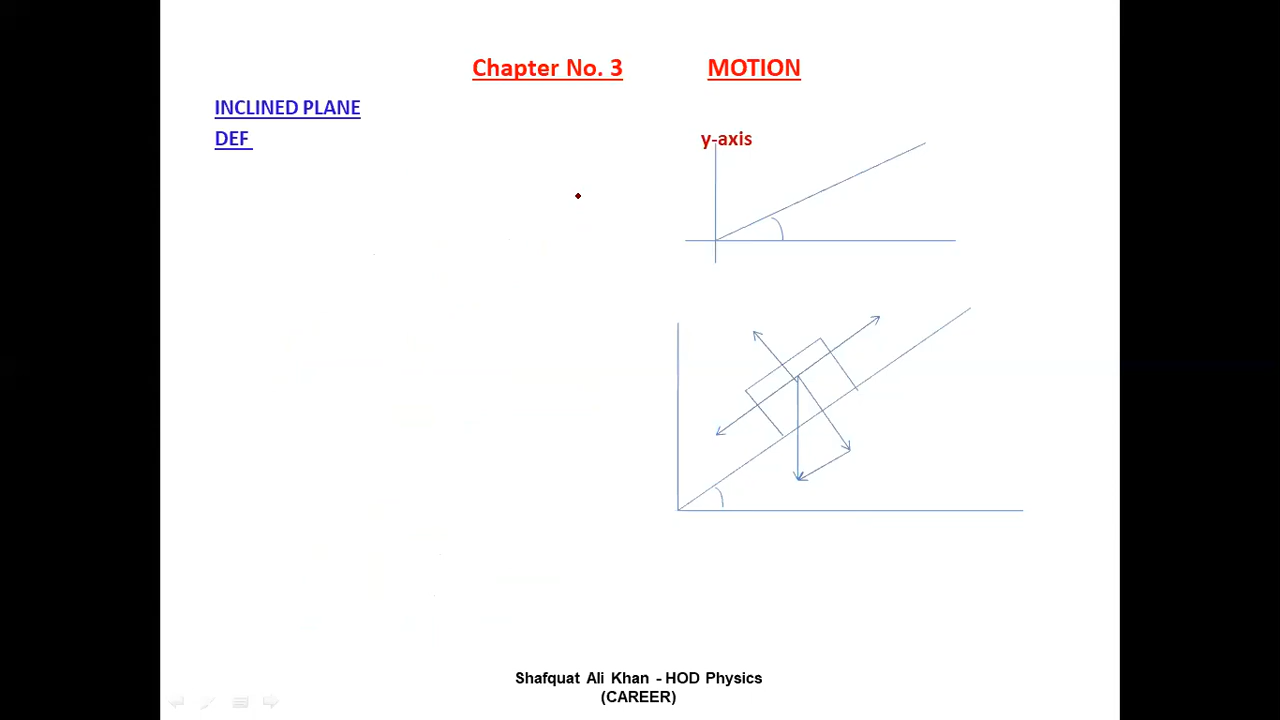 Chapter No. 3 MOTION
INCLINED PLANE
DEF
y-axis
Shafquat Ali Khan - HOD Physics
(CAREER)